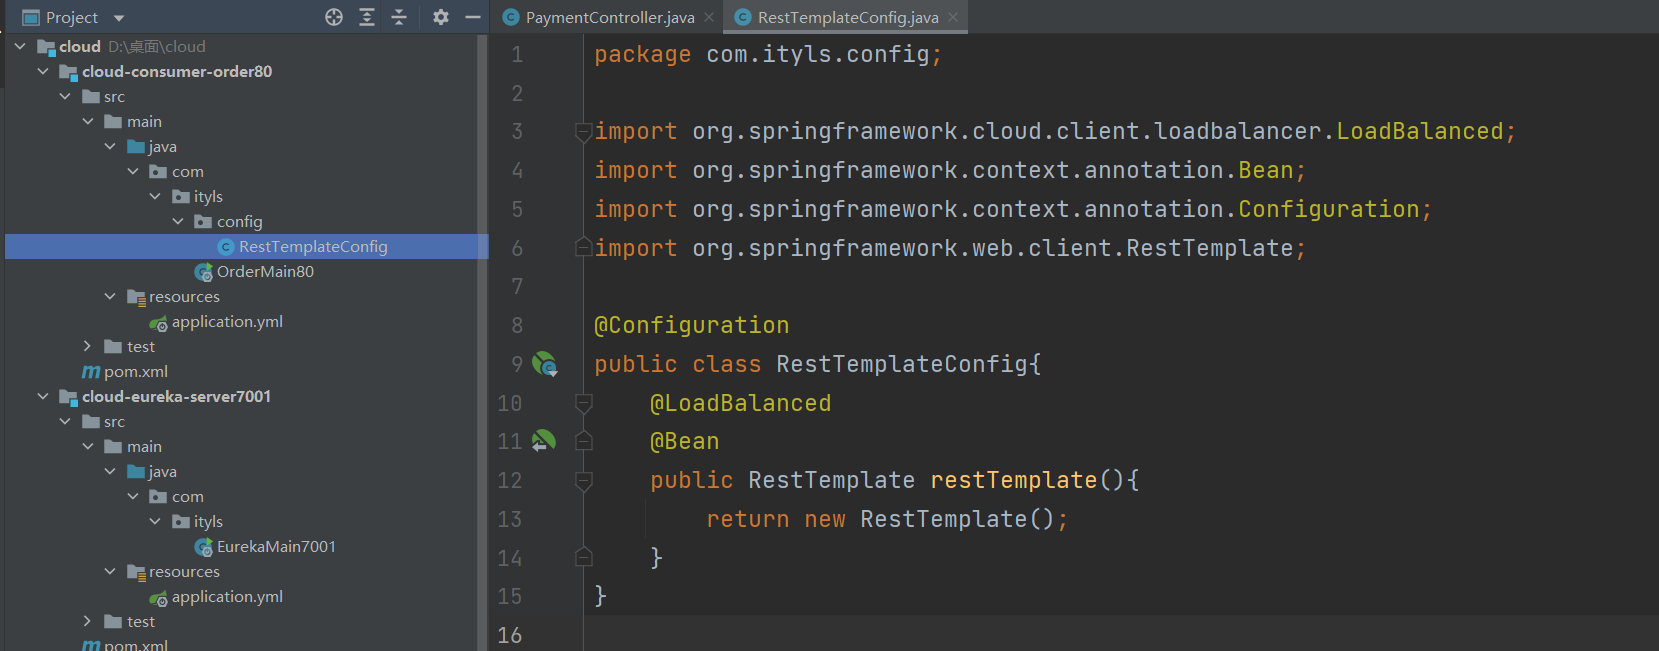 Project
cloud D:\桌面\cloud
cloud-consumer-order80
src
main
java
com
ityls
config
RestTemplateConfig
OrderMain80
resources
application.yml
test
pom.xml
cloud-eureka-server7001
src
main
java
com
ityls
EurekaMain7001
resources
application.yml
test
pom.xml
PaymentController.java
RestTemplateConfig.java
1 package com.ityls.config;
2
3 import org.springframework.cloud.client.loadbalancer.LoadBalanced;
4 import org.springframework.context.annotation.Bean;
5 import org.springframework.context.annotation.Configuration;
6 import org.springframework.web.client.RestTemplate;
7
8 @Configuration
9 public class RestTemplateConfig{
10 @LoadBalanced
11 @Bean
12 public RestTemplate restTemplate(){
13 return new RestTemplate();
14 }
15 }
16